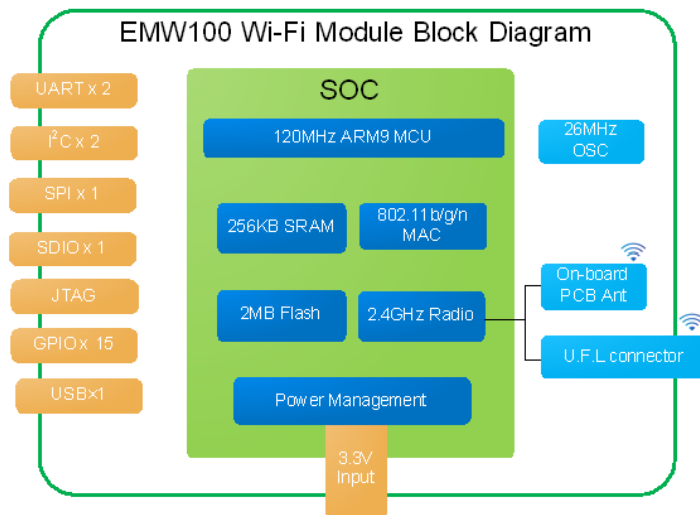 EMW100 Wi-Fi Module Block Diagram
UART x 2
I²C x 2
SPI x 1
SDIO x 1
JTAG
GPIO x 15
USB×1
SOC
120MHz ARM9 MCU
256KB SRAM
802.11b/g/n
MAC
2MB Flash
2.4GHz Radio
Power Management
3.3V
Input
26MHz
OSC
On-board
PCB Ant
U.F.L connector